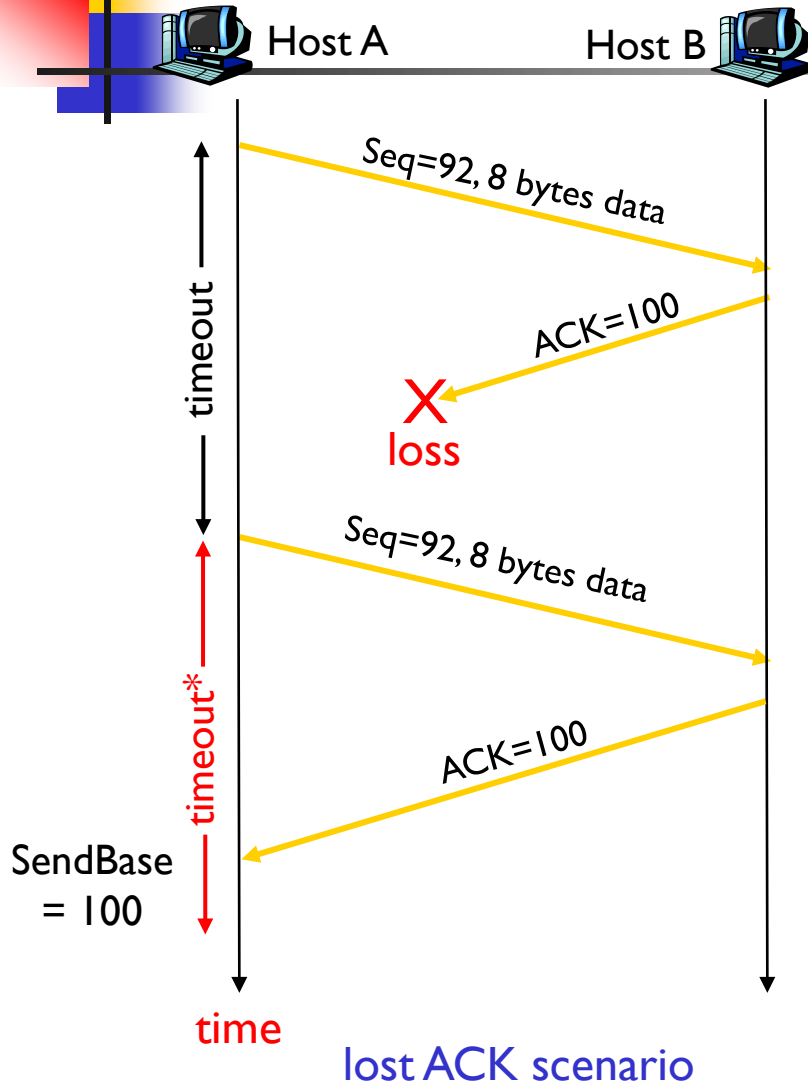 Host A
Host B
Seq=92, 8 bytes data
timeout
ACK=100
X
loss
Seq=92, 8 bytes data
timeout*
ACK=100
SendBase
= 100
time
lost ACK scenario